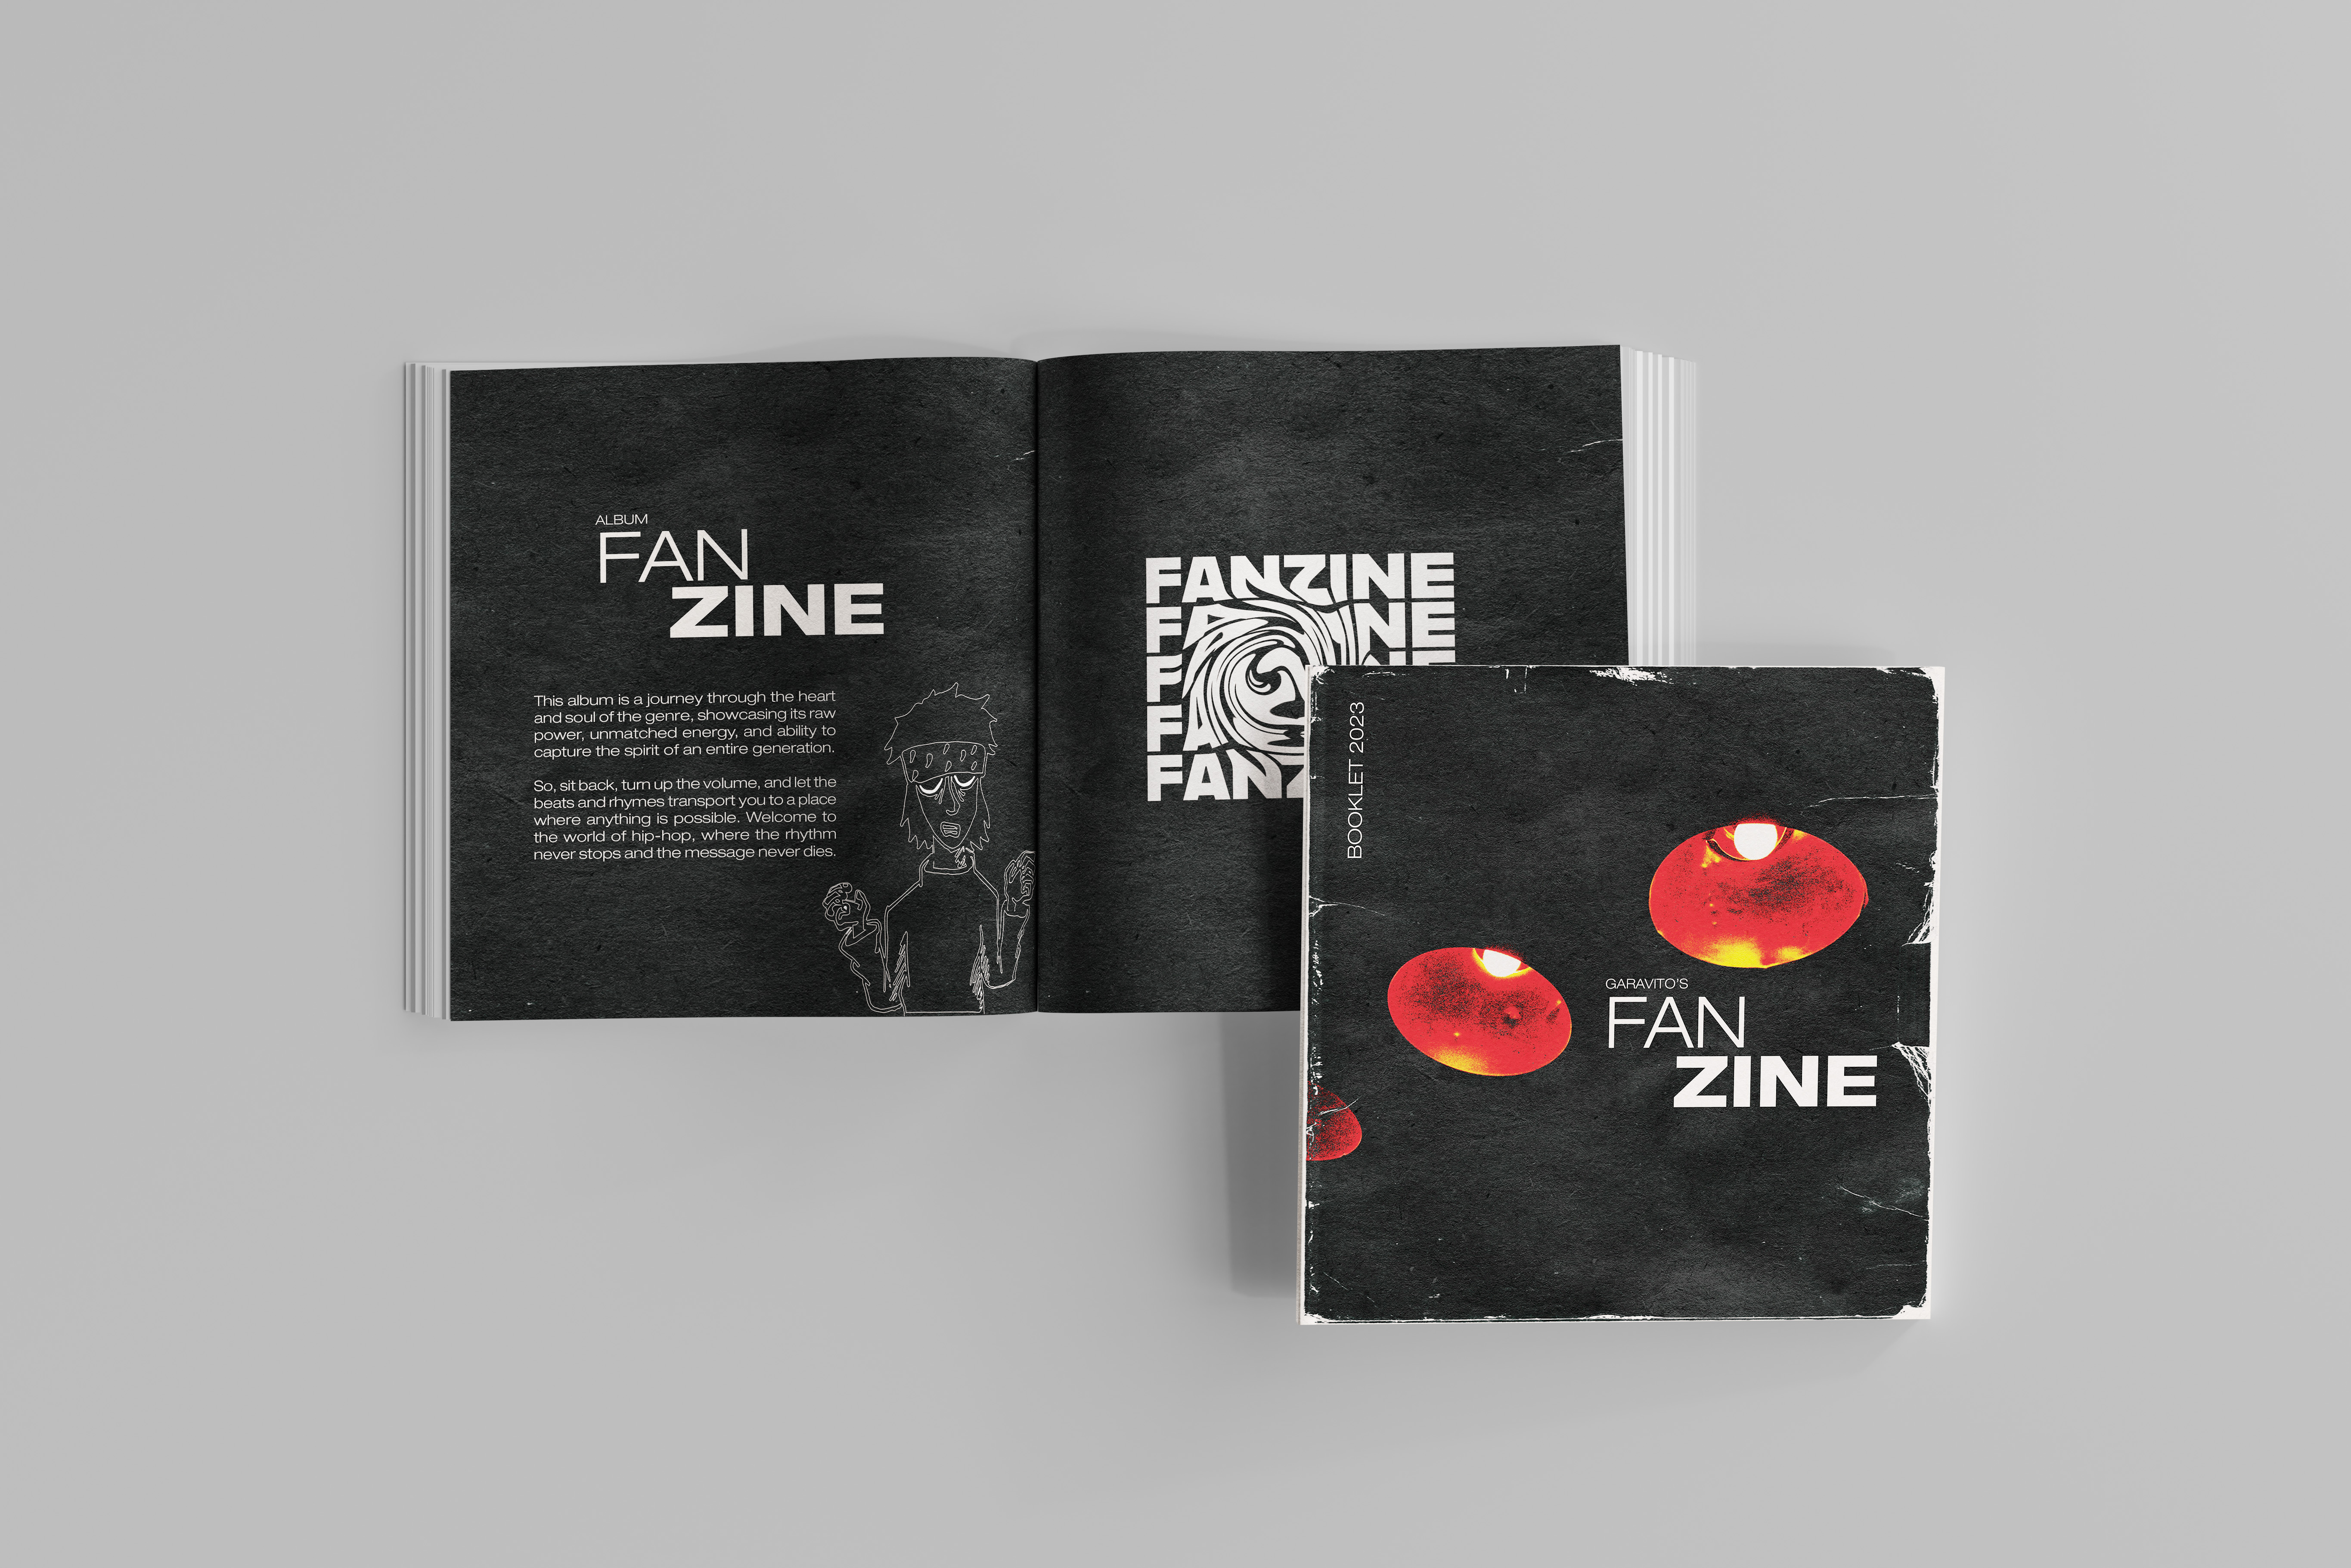 ALBUM
FAN
ZINE
This album is a journey through the heart
and soul of the genre, showcasing its raw
power, unmatched energy, and ability to
capture the spirit of an entire generation.
So, sit back, turn up the volume, and let the
beats and rhymes transport you to a place
where anything is possible. Welcome to
the world of hip-hop, where the rhythm
never stops and the message never dies.
FANZINE
BOOKLET 2023
GARAVITO'S
FAN
ZINE